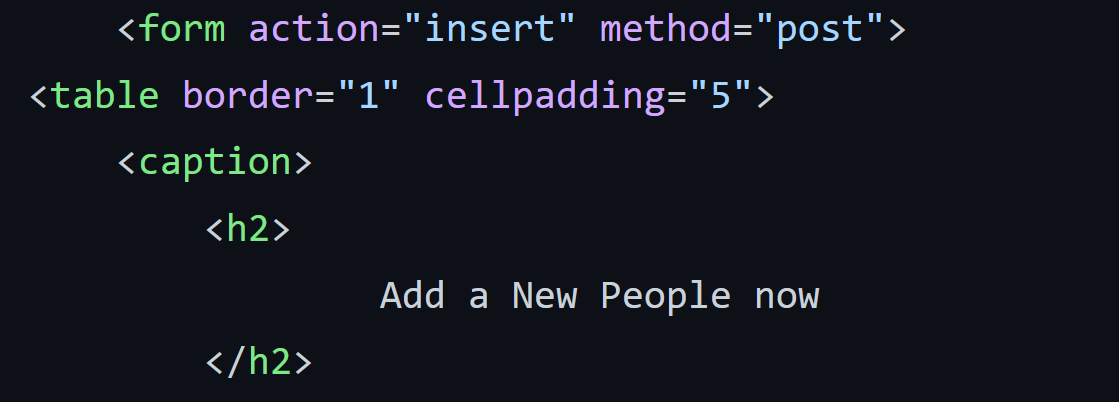 <form action="insert" method="post">
<table border="1" cellpadding="5">
<caption>
<h2>
Add a New People now
</h2>